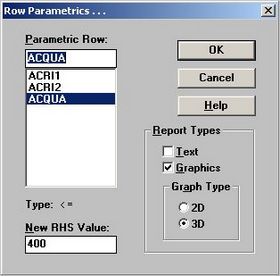 Row Parametrics . . .
Parametric Row:
ACQUA
ACRI1
ACRI2
ACQUA
Type: <=
New RHS Value:
400
OK
Cancel
Help
Report Types
Text
Graphics
Graph Type
2D
3D